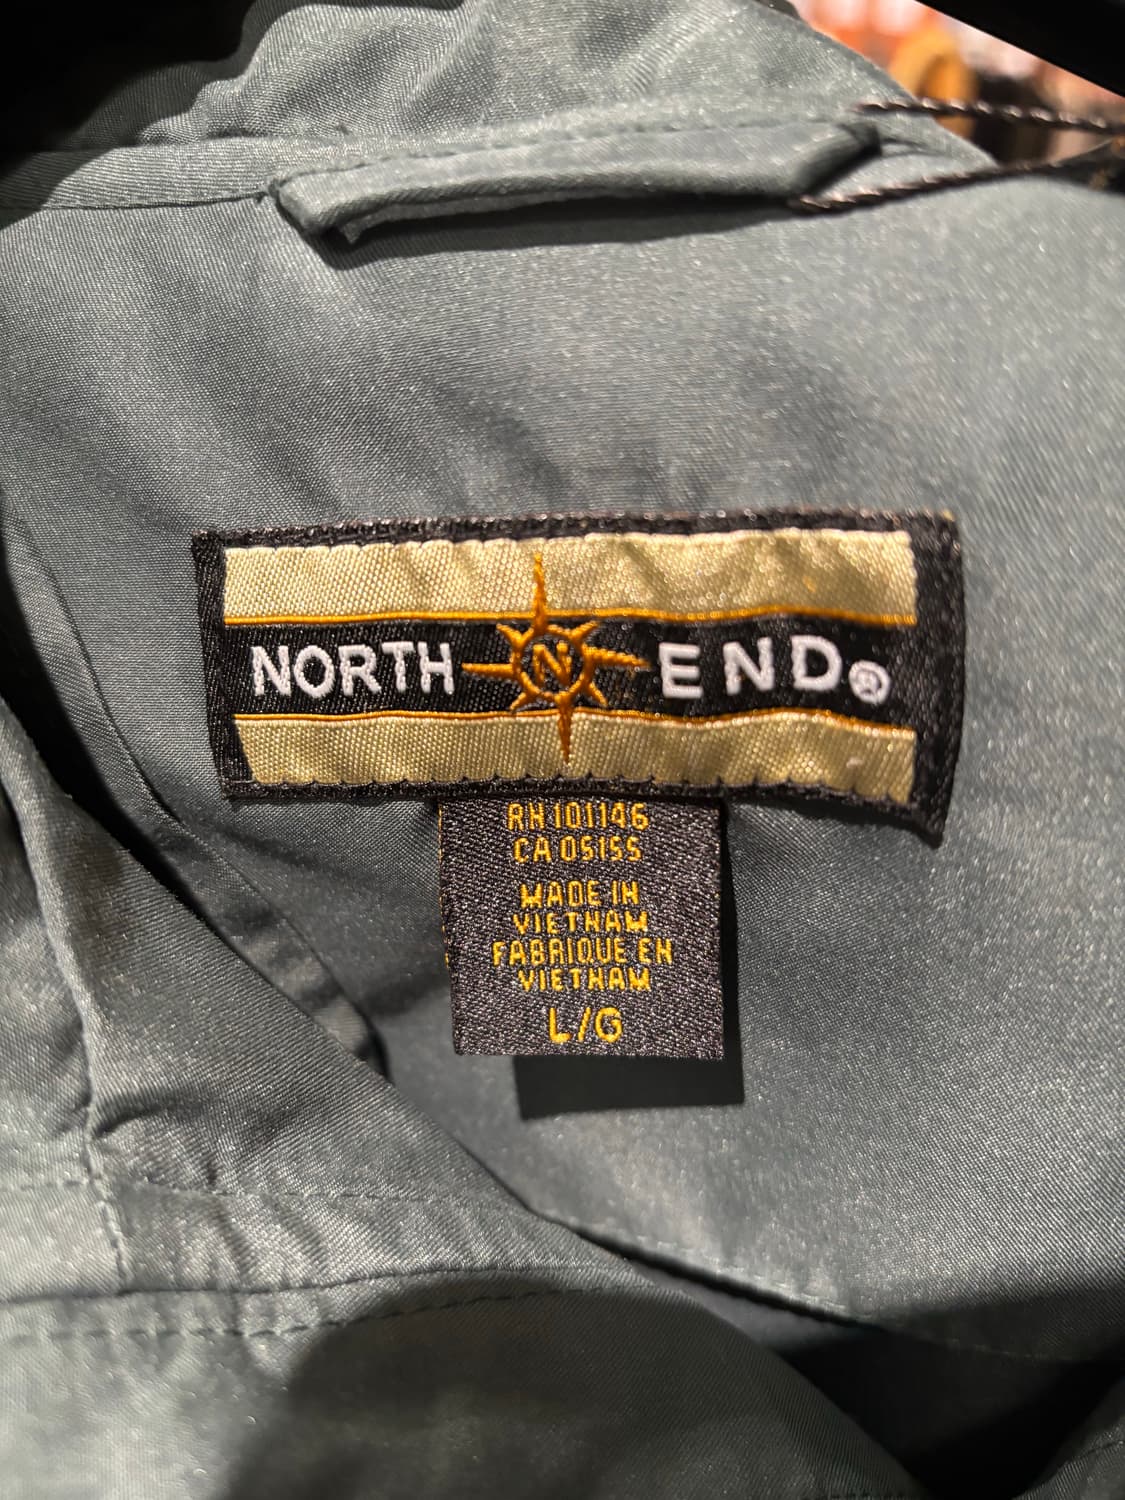 NORTH N END®
RN 101146
CA 05155
MADE IN
VIETNAM
FABRIQUE EN
VIETNAM
L/G